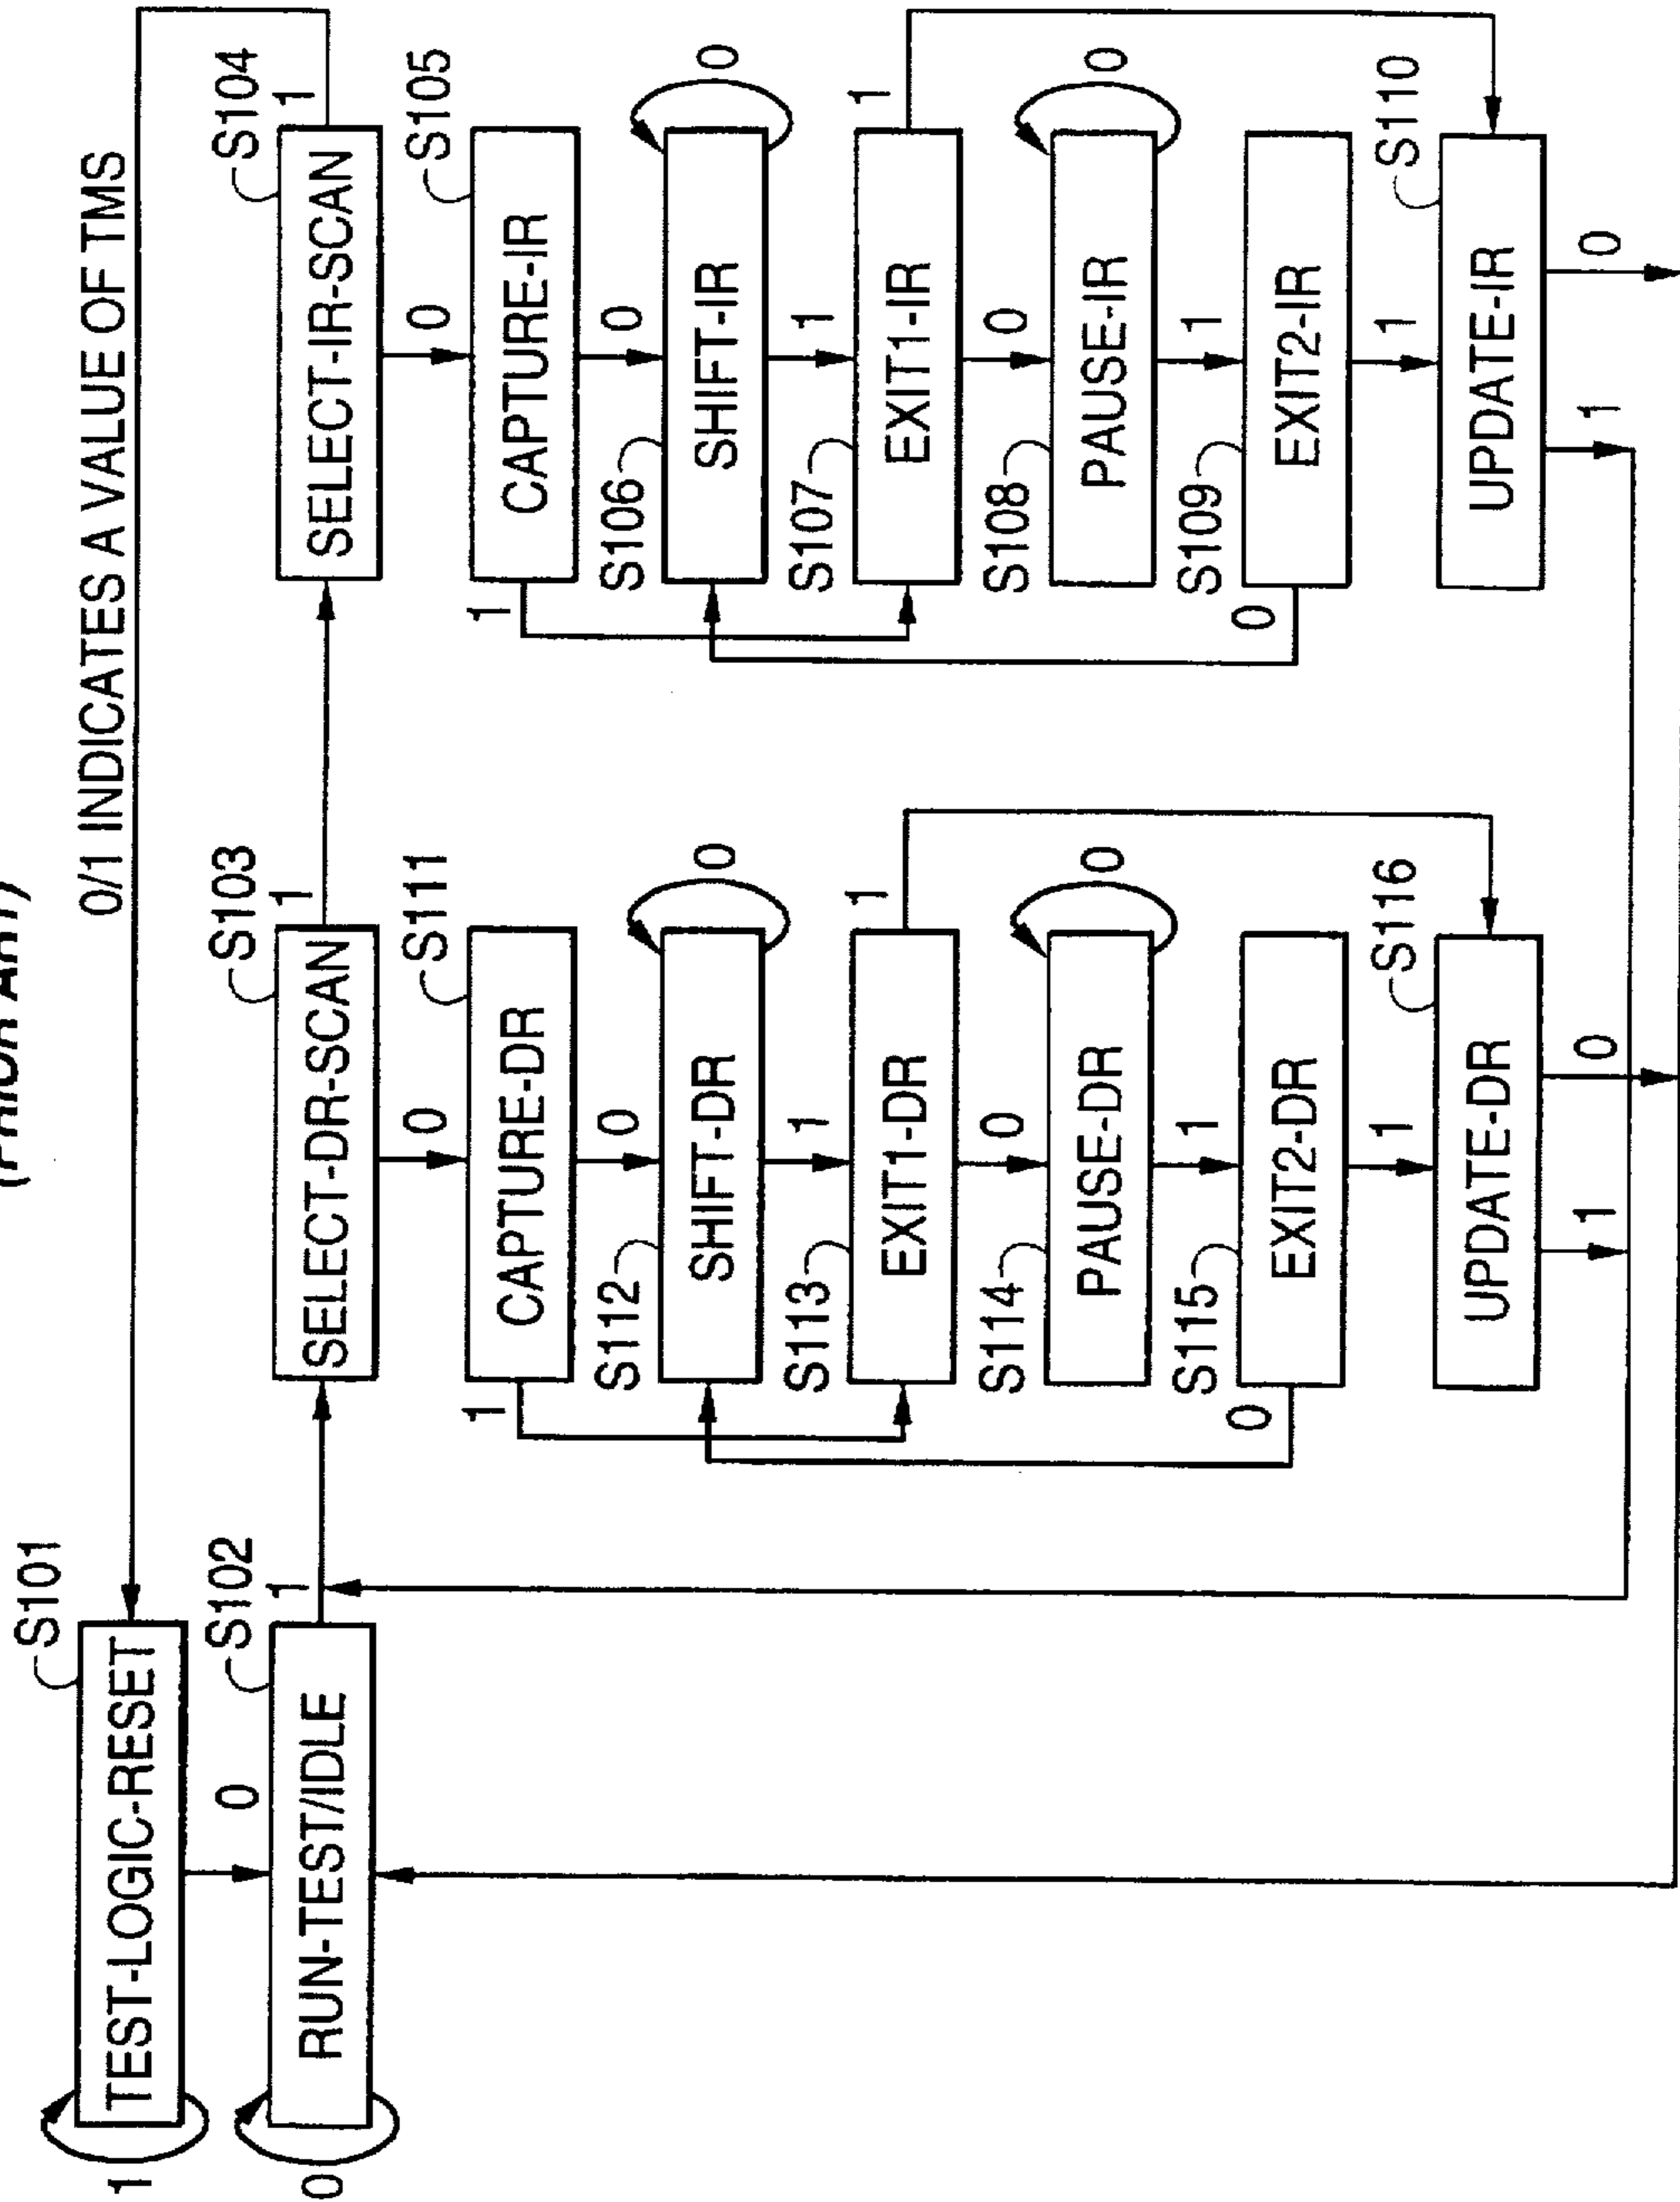 (PRIOR ART)
0/1 INDICATES A VALUE OF TMS
S101
1
TEST-LOGIC-RESET
0
S102
S103
S104
0
RUN-TEST/IDLE
1
SELECT-DR-SCAN
1
SELECT-IR-SCAN
1
0
0
S111
S105
CAPTURE-DR
CAPTURE-IR
1
0
1
0
S112
S106
SHIFT-DR
0
SHIFT-IR
0
1
1
S113
S107
EXIT1-DR
1
EXIT1-IR
1
0
0
S114
S108
PAUSE-DR
0
PAUSE-IR
0
1
1
S115
S109
EXIT2-DR
EXIT2-IR
0
1
0
1
S116
S110
UPDATE-DR
UPDATE-IR
1
0
1
0